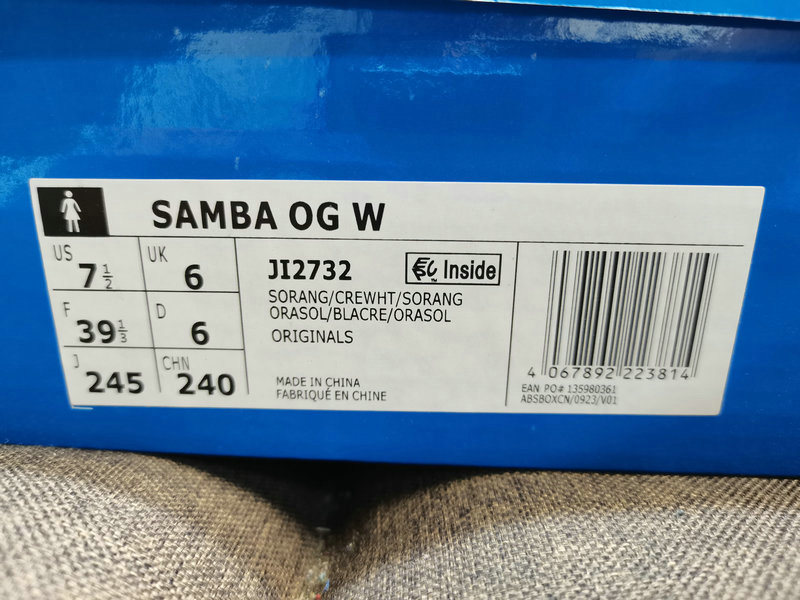 SAMBA OG W
US 7 1/2 UK 6
F 39 1/3 D 6
J 245 CHN 240
JI2732
Inside
SORANG/CREWHT/SORANG
ORASOL/BLACRE/ORASOL
ORIGINALS
MADE IN CHINA
FABRIQUÉ EN CHINE
4 067892 223814
EAN PO# 135980361
ABSBOXCN/0923/V01